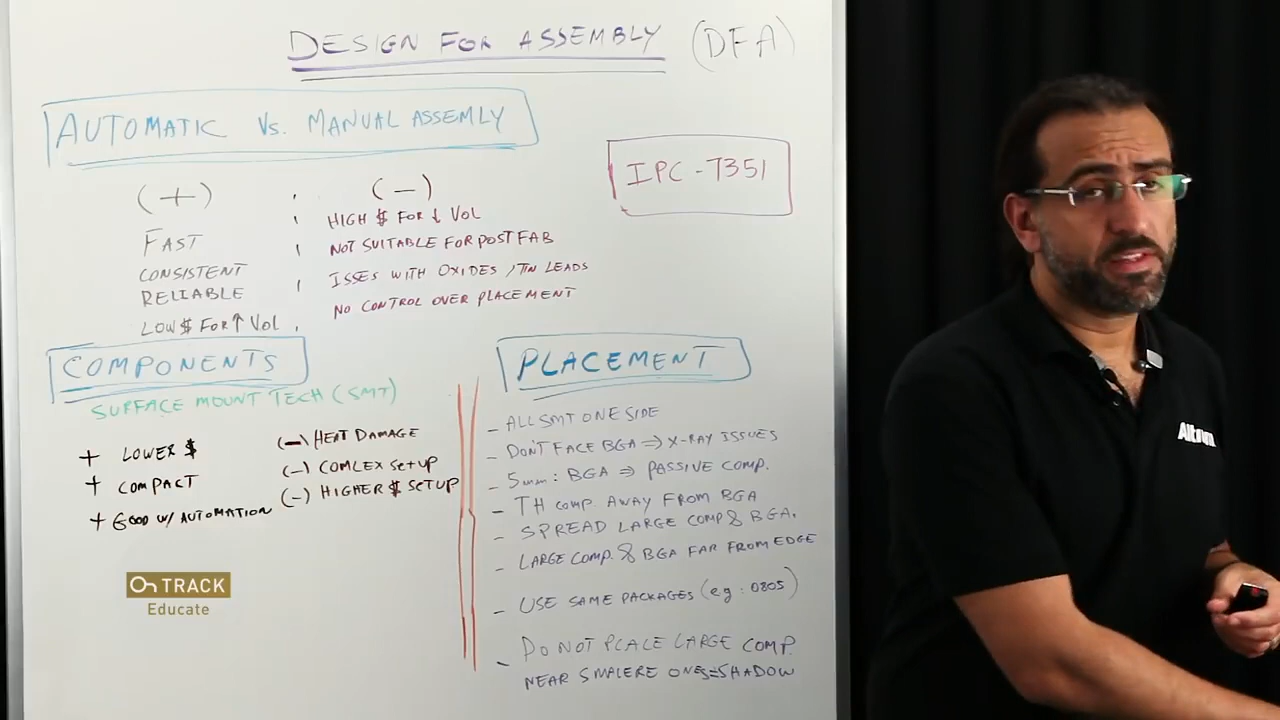 DESIGN FOR ASSEMBLY (DFA)
AUTOMATIC Vs. MANUAL ASSEMLY
IPC-7351
(+)
(-)
FAST
CONSISTENT
RELIABLE
LOW $ FOR ↑ VOL
HIGH $ FOR ↓ VOL
NOT SUITABLE FOR POST FAB
ISSES WITH OXIDES / TIN LEADS
NO CONTROL OVER PLACEMENT
COMPONENTS
SURFACE MOUNT TECH (SMT)
+ LOWER $
+ COMPACT
+ GOOD W/ AUTOMATION
(-) HEAT DAMAGE
(-) COMLEX SETUP
(-) HIGHER $ SETUP
PLACEMENT
- ALL SMT ONE SIDE
- DON'T FACE BGA ⇒ X-RAY ISSUES
- 5mm: BGA ⇒ PASSIVE COMP.
- TH COMP AWAY FROM BGA
- SPREAD LARGE COMP & BGA.
- LARGE COMP. & BGA FAR FROM EDGE
- USE SAME PACKAGES (eg: 0805)
- DO NOT PLALE LARGE COMP.
NEAR SMALERE ONES=SHADOW
On TRACK
Educate